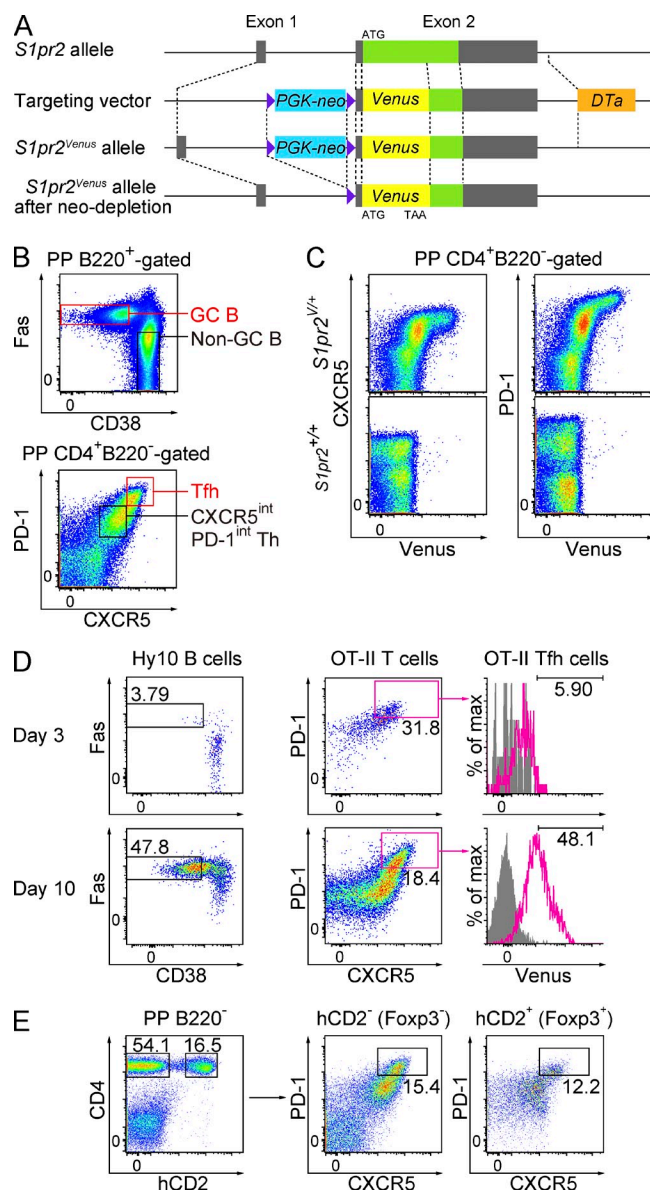 A
Exon 1
Exon 2
ATG
S1pr2 allele
Targeting vector
PGK-neo
Venus
DTa
S1pr2Venus allele
PGK-neo
Venus
S1pr2Venus allele
after neo-depletion
Venus
ATG
TAA
B
PP B220+-gated
Fas
0
0
CD38
GC B
Non-GC B
PP CD4+B220--gated
PD-1
0
0
CXCR5
Tfh
CXCR5int
PD-1int Th
C
PP CD4+B220--gated
S1pr2V/+
S1pr2+/+
CXCR5
0
0
Venus
PD-1
0
0
Venus
D
Hy10 B cells
OT-II T cells
OT-II Tfh cells
Day 3
Fas
3.79
0
0
PD-1
31.8
0
0
% of max
5.90
0
Day 10
Fas
47.8
0
0
CD38
PD-1
18.4
0
0
CXCR5
% of max
48.1
0
Venus
E
PP B220-
hCD2- (Foxp3-)
hCD2+ (Foxp3+)
CD4
54.1
16.5
0
0
hCD2
PD-1
15.4
0
0
CXCR5
PD-1
12.2
0
0
CXCR5